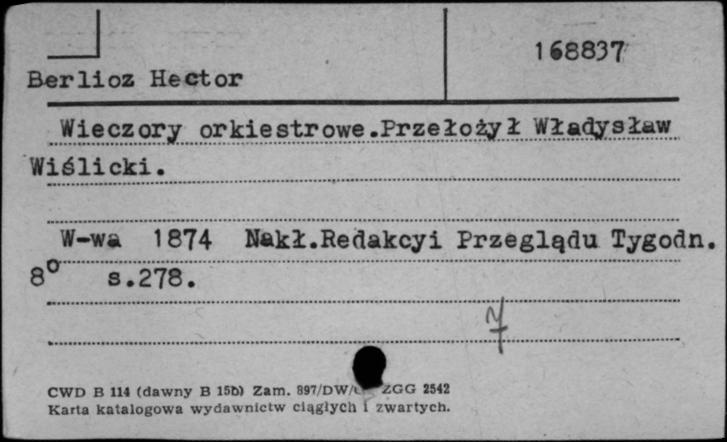 168837
Berlioz Hector
Wieczory orkiestrowe.Przełożył Władysław
Wiślicki.
W-wa 1874 Nakł.Redakcyi Przeglądu Tygodn.
8° s.278.
7
CWD B 114 (dawny B 15b) Zam. 897/DW/ ZGG 2542
Karta katalogowa wydawnictw ciągłych i zwartych.